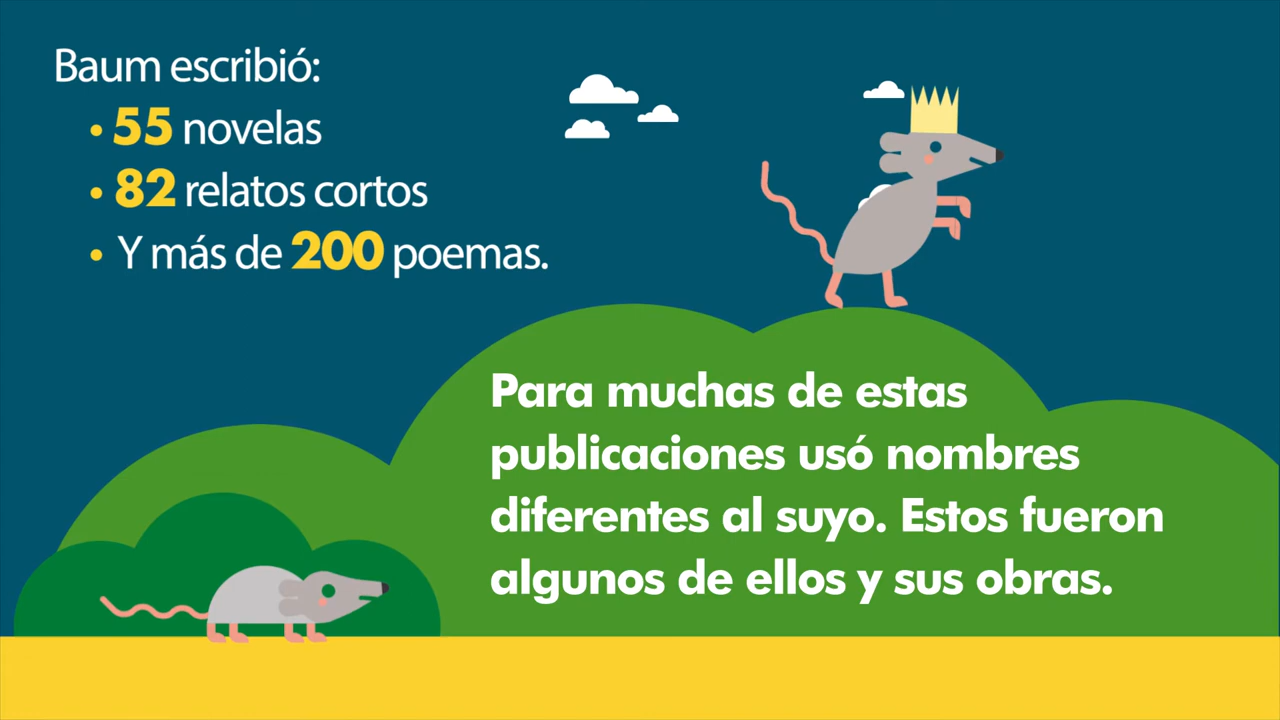 Baum escribió:
• 55 novelas
• 82 relatos cortos
• Y más de 200 poemas.
Para muchas de estas
publicaciones usó nombres
diferentes al suyo. Estos fueron
algunos de ellos y sus obras.